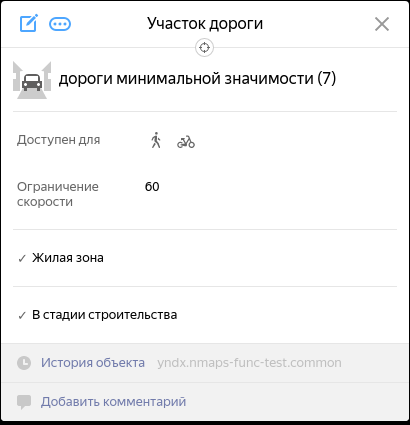 Участок дороги
дороги минимальной значимости (7)
Доступен для
Ограничение 60
скорости
✓ Жилая зона
✓ В стадии строительства
История объекта yndx.nmaps-func-test.common
Добавить комментарий